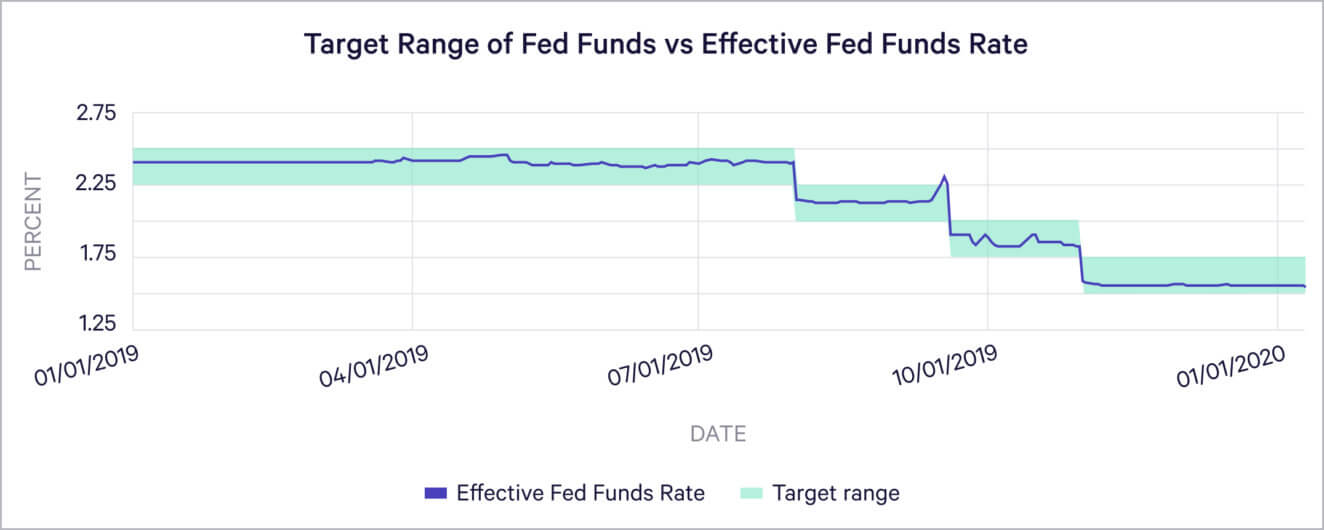 Target Range of Fed Funds vs Effective Fed Funds Rate
2.75
2.25
1.75
1.25
PERCENT
01/01/2019
04/01/2019
07/01/2019
10/01/2019
01/01/2020
DATE
Effective Fed Funds Rate
Target range